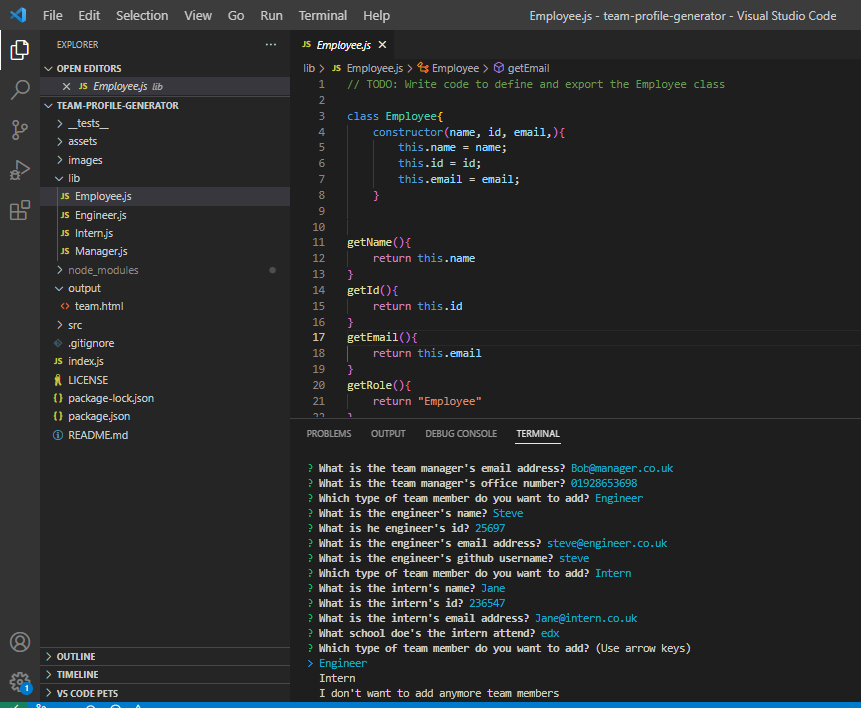 File Edit Selection View Go Run Terminal Help Employee.js - team-profile-generator - Visual Studio Code
EXPLORER
OPEN EDITORS
JS Employee.js lib
TEAM-PROFILE-GENERATOR
__tests__
assets
images
lib
JS Employee.js
JS Engineer.js
JS Intern.js
JS Manager.js
node_modules
output
<> team.html
src
.gitignore
JS index.js
LICENSE
{} package-lock.json
{} package.json
README.md
OUTLINE
TIMELINE
VS CODE PETS
1
JS Employee.js
lib > JS Employee.js > Employee > getEmail
1 // TODO: Write code to define and export the Employee class
2
3 class Employee{
4 constructor(name, id, email,){
5 this.name = name;
6 this.id = id;
7 this.email = email;
8 }
9
10
11 getName(){
12 return this.name
13 }
14 getId(){
15 return this.id
16 }
17 getEmail(){
18 return this.email
19 }
20 getRole(){
21 return "Employee"
22 }
PROBLEMS OUTPUT DEBUG CONSOLE TERMINAL
? What is the team manager's email address? Bob@manager.co.uk
? What is the team manager's office number? 01928653698
? Which type of team member do you want to add? Engineer
? What is the engineer's name? Steve
? What is he engineer's id? 25697
? What is the engineer's email address? steve@engineer.co.uk
? What is the engineer's github username? steve
? Which type of team member do you want to add? Intern
? What is the intern's name? Jane
? What is the intern's id? 236547
? What is the intern's email address? Jane@intern.co.uk
? What school doe's the intern attend? edx
? Which type of team member do you want to add? (Use arrow keys)
> Engineer
Intern
I don't want to add anymore team members